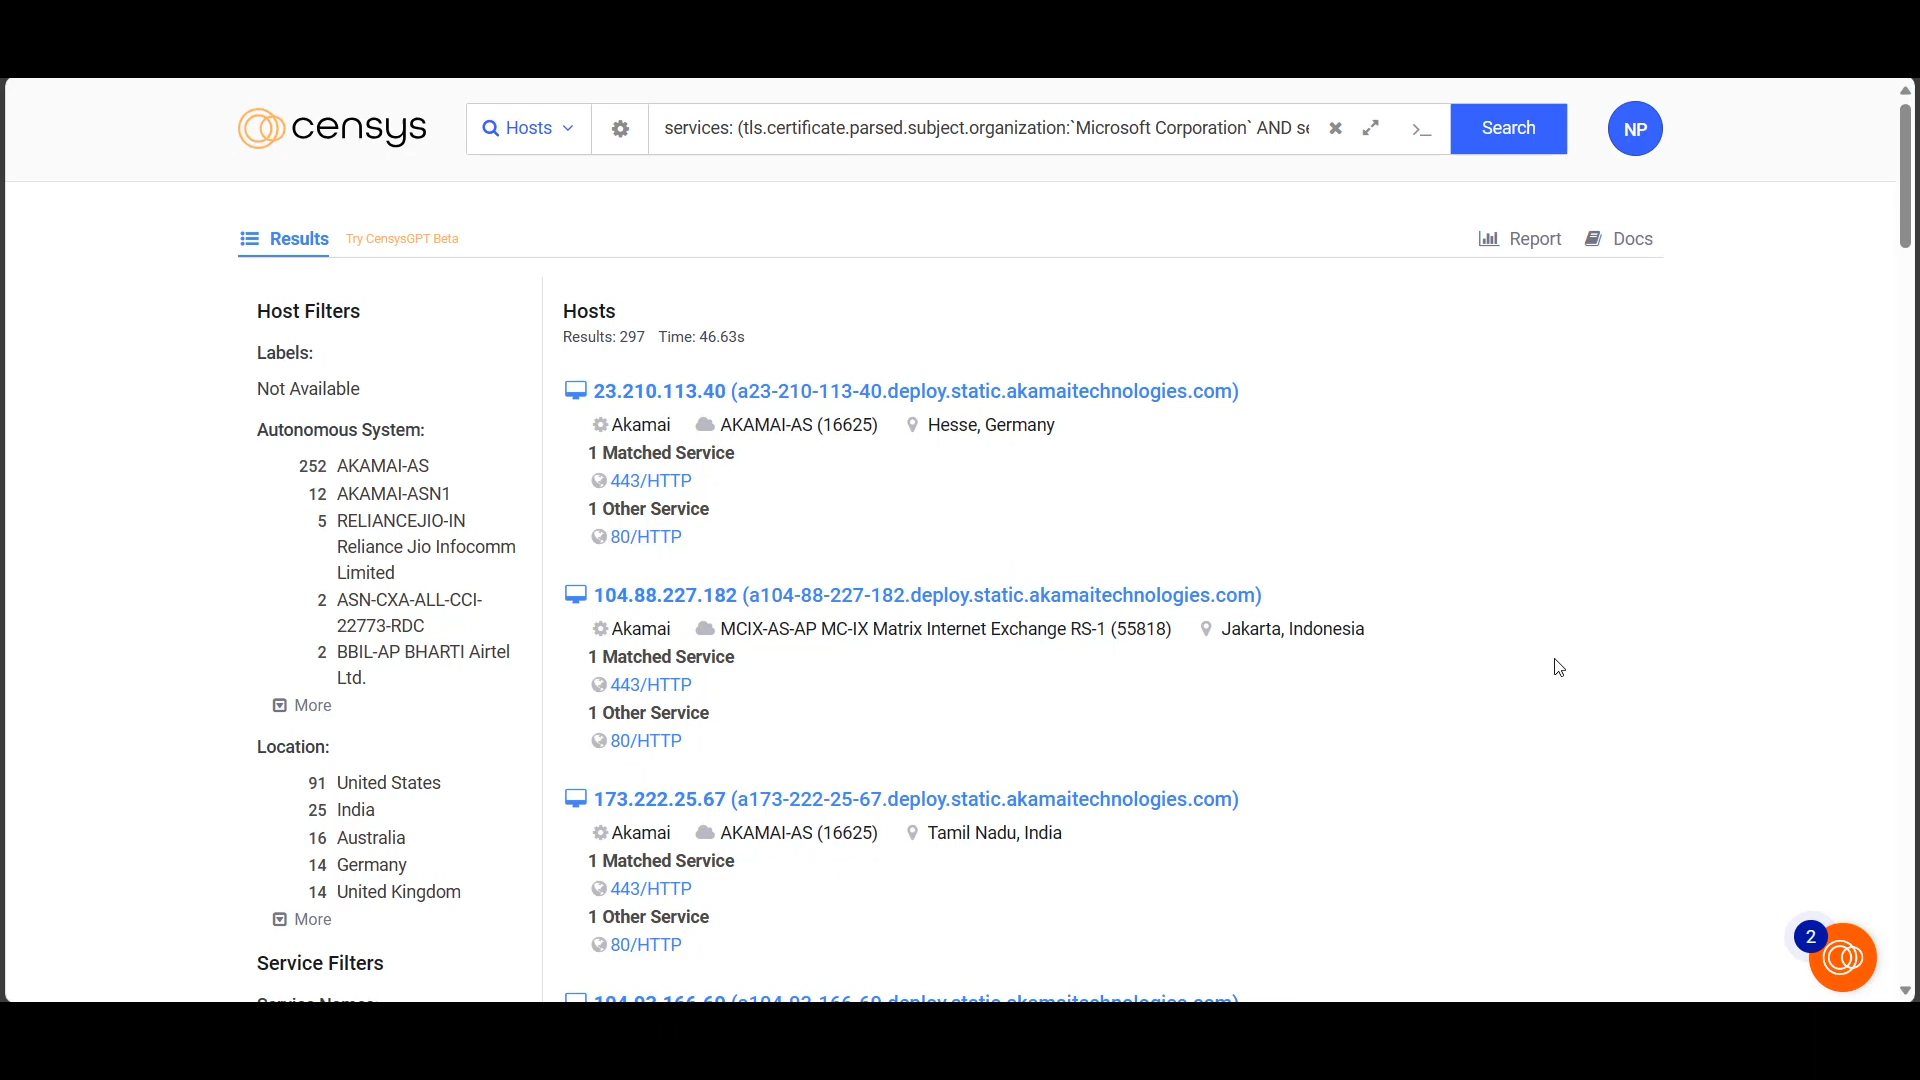 censys
Hosts
services: (tls.certificate.parsed.subject.organization:`Microsoft Corporation` AND se
>_
Search
NP
Results
Try CensysGPT Beta
Report
Docs
Host Filters
Labels:
Not Available
Autonomous System:
252 AKAMAI-AS
12 AKAMAI-ASN1
5 RELIANCEJIO-IN
Reliance Jio Infocomm
Limited
2 ASN-CXA-ALL-CCI-
22773-RDC
2 BBIL-AP BHARTI Airtel
Ltd.
More
Location:
91 United States
25 India
16 Australia
14 Germany
14 United Kingdom
More
Service Filters
Service Names
Hosts
Results: 297 Time: 46.63s
23.210.113.40 (a23-210-113-40.deploy.static.akamaitechnologies.com)
Akamai AKAMAI-AS (16625) Hesse, Germany
1 Matched Service
443/HTTP
1 Other Service
80/HTTP
104.88.227.182 (a104-88-227-182.deploy.static.akamaitechnologies.com)
Akamai MCIX-AS-AP MC-IX Matrix Internet Exchange RS-1 (55818) Jakarta, Indonesia
1 Matched Service
443/HTTP
1 Other Service
80/HTTP
173.222.25.67 (a173-222-25-67.deploy.static.akamaitechnologies.com)
Akamai AKAMAI-AS (16625) Tamil Nadu, India
1 Matched Service
443/HTTP
1 Other Service
80/HTTP
2